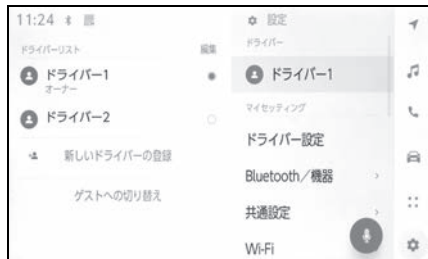 11:24
ドライバーリスト
編集
ドライバー1
オーナー
ドライバー2
新しいドライバーの登録
ゲストへの切り替え
設定
ドライバー
ドライバー1
マイセッティング
ドライバー設定
Bluetooth／機器
共通設定
Wi-Fi